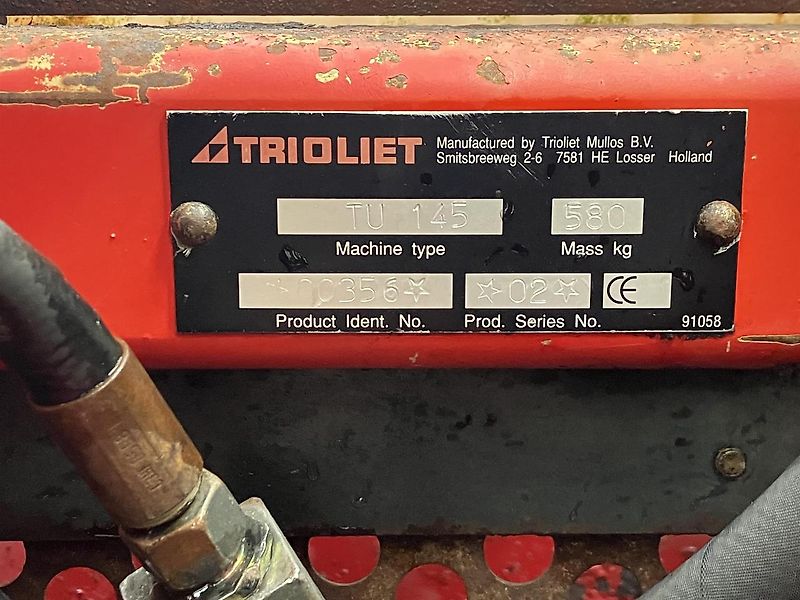 TRIOLIET
Manufactured by Trioliet Mullos B.V.
Smitsbreeweg 2-6 7581 HE Losser Holland
TU 145 580
Machine type Mass kg
☆00356☆ ☆02☆ CE
Product Ident. No. Prod. Series No. 91058